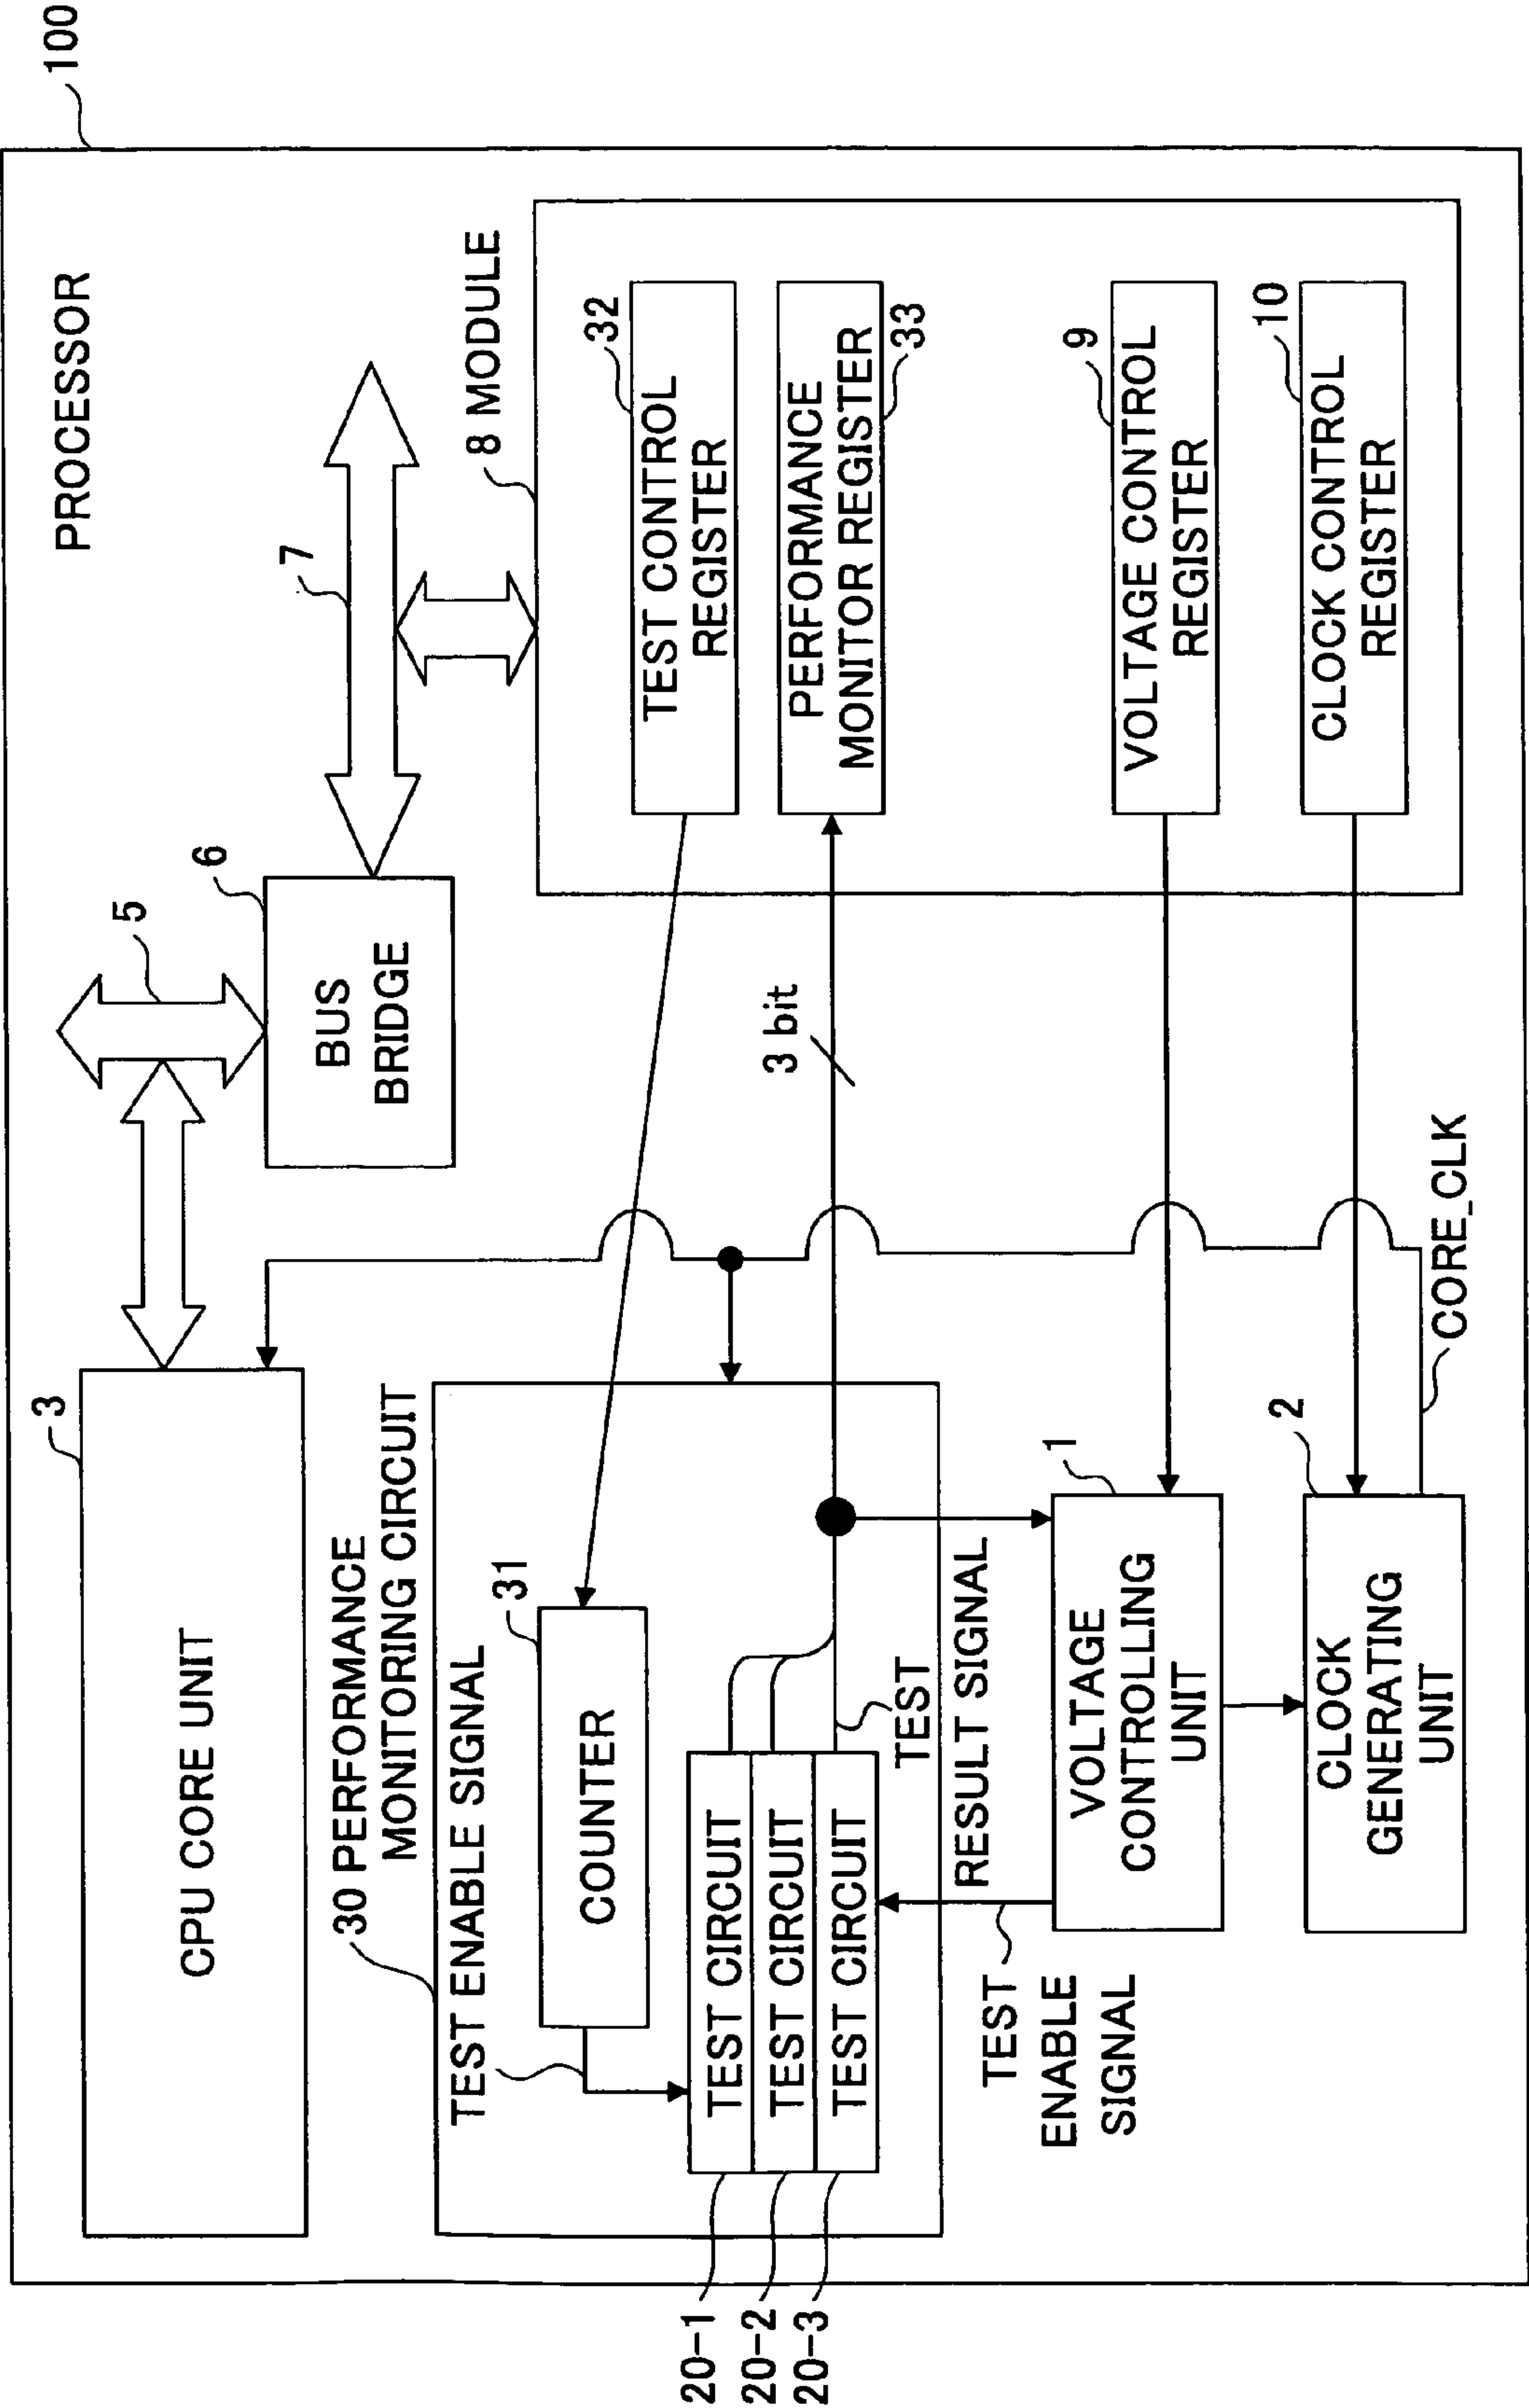 100
PROCESSOR
3
CPU CORE UNIT
5
6
BUS
BRIDGE
7
8 MODULE
30 PERFORMANCE
MONITORING CIRCUIT
TEST ENABLE SIGNAL
31
COUNTER
TEST CIRCUIT
TEST CIRCUIT
TEST CIRCUIT
20-1
20-2
20-3
TEST
RESULT SIGNAL
3 bit
32
TEST CONTROL
REGISTER
PERFORMANCE
MONITOR REGISTER
33
9
VOLTAGE CONTROL
REGISTER
10
CLOCK CONTROL
REGISTER
TEST
ENABLE
SIGNAL
1
VOLTAGE
CONTROLLING
UNIT
2
CLOCK
GENERATING
UNIT
CORE_CLK